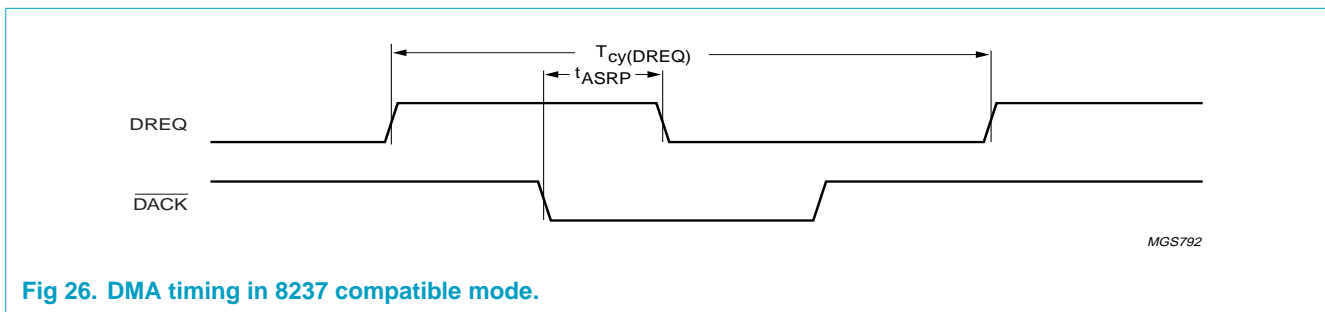 Tcy(DREQ)
tASRP
DREQ
DACK
MGS792
Fig 26. DMA timing in 8237 compatible mode.